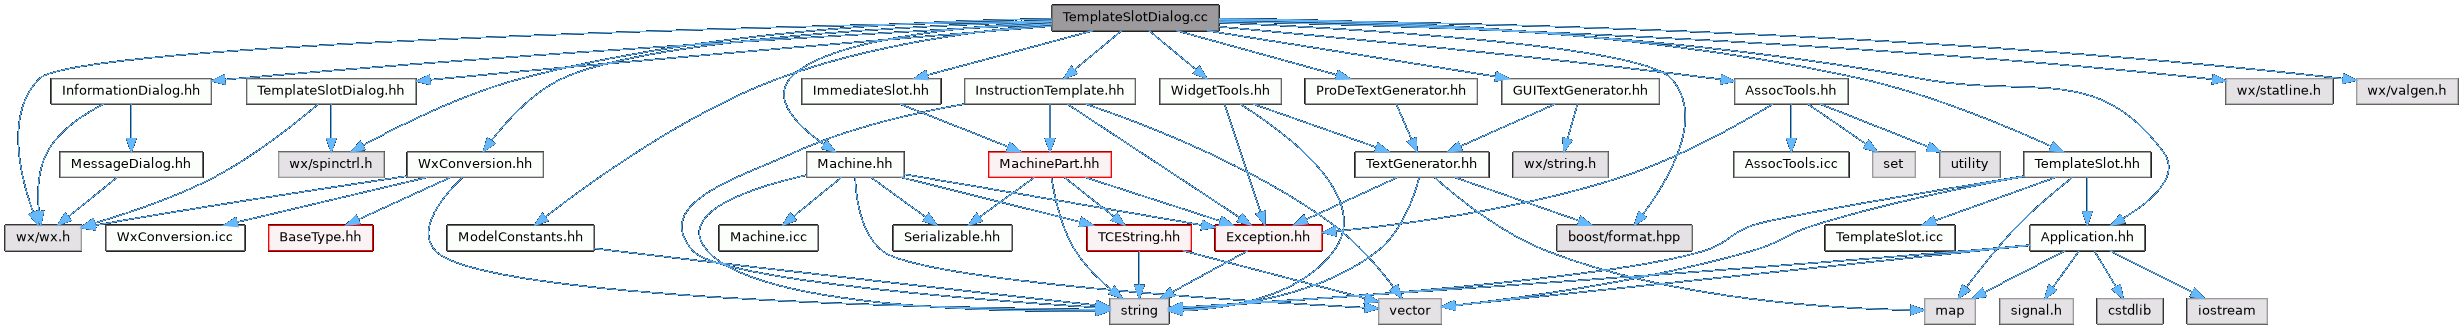 TemplateSlotDialog.cc
InformationDialog.hh
TemplateSlotDialog.hh
ImmediateSlot.hh
InstructionTemplate.hh
WidgetTools.hh
ProDeTextGenerator.hh
GUITextGenerator.hh
AssocTools.hh
wx/statline.h
wx/valgen.h
MessageDialog.hh
wx/spinctrl.h
WxConversion.hh
Machine.hh
MachinePart.hh
TextGenerator.hh
wx/string.h
AssocTools.icc
set
utility
TemplateSlot.hh
wx/wx.h
WxConversion.icc
BaseType.hh
ModelConstants.hh
Machine.icc
Serializable.hh
TCEString.hh
Exception.hh
boost/format.hpp
TemplateSlot.icc
Application.hh
string
vector
map
signal.h
cstdlib
iostream